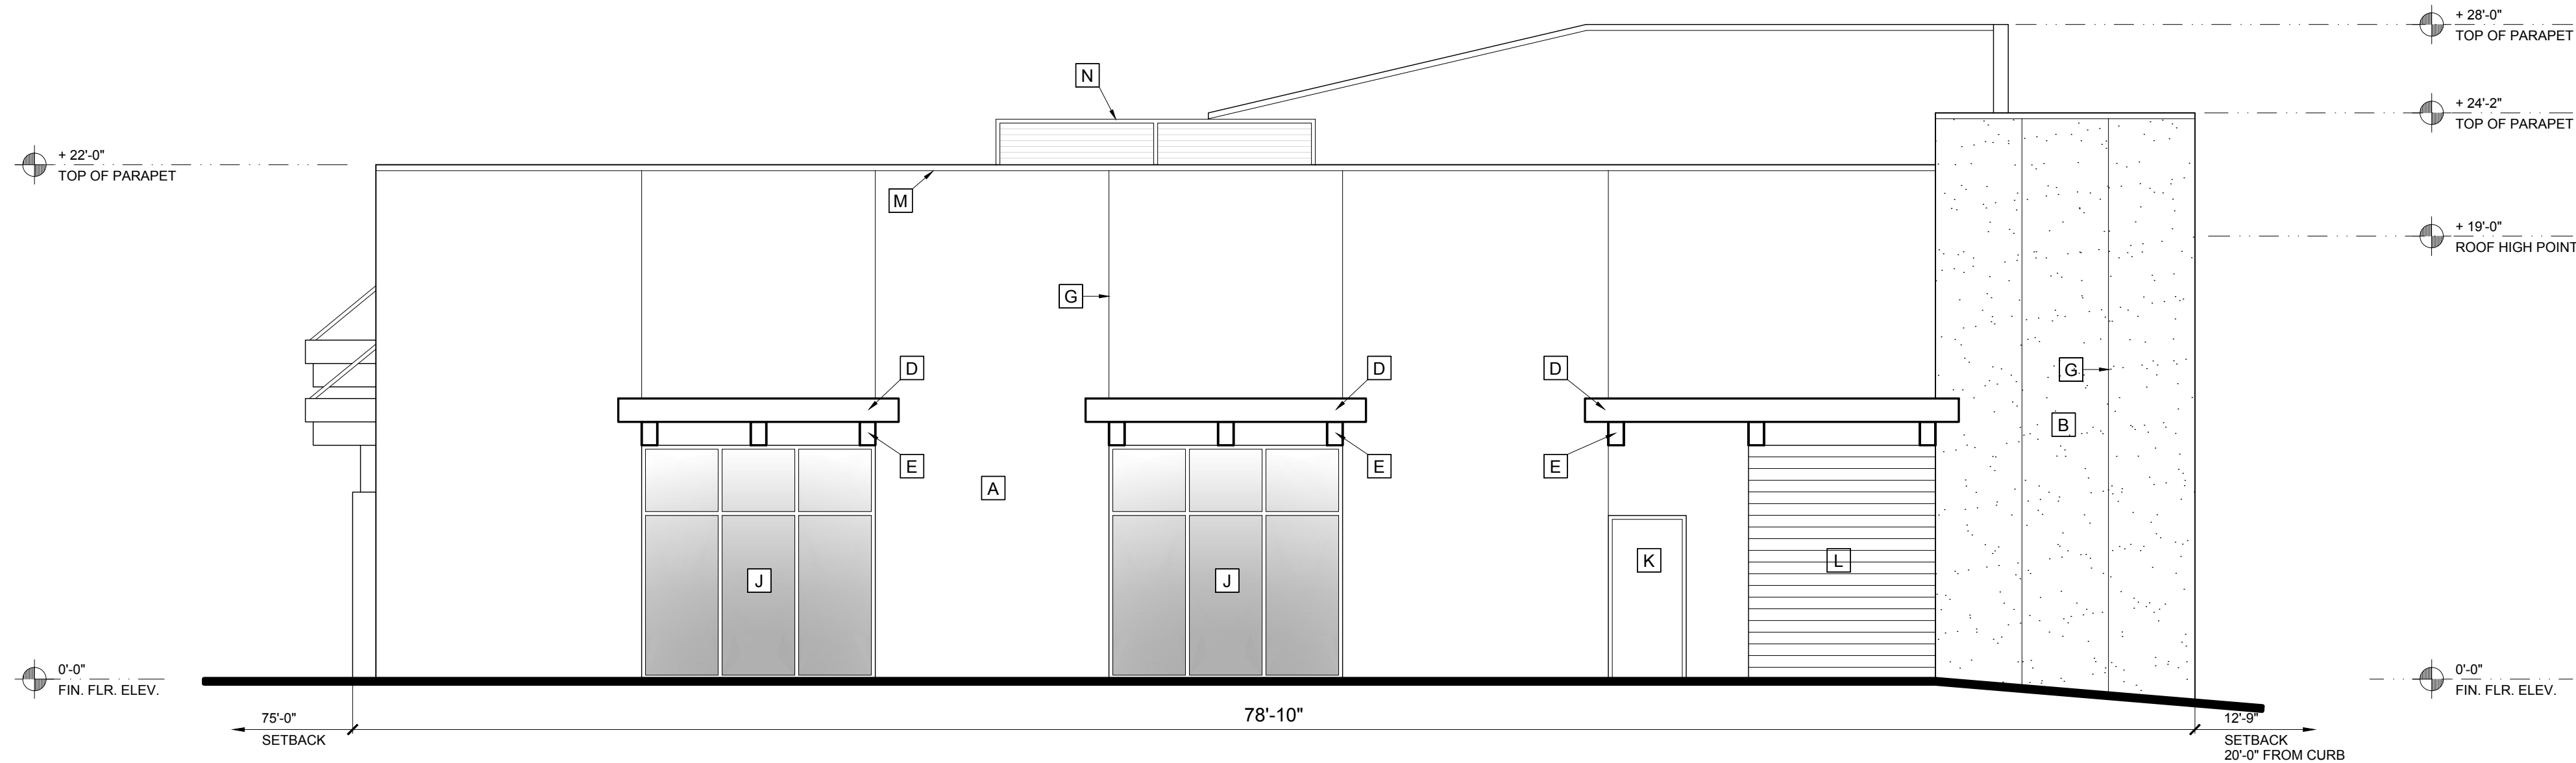 + 28'-0"
TOP OF PARAPET
N
+ 24'-2"
TOP OF PARAPET
+ 22'-0"
TOP OF PARAPET
M
+ 19'-0"
ROOF HIGH POINT
G
D
D
D
G
B
E
E
E
A
J
J
K
L
0'-0"
FIN. FLR. ELEV.
0'-0"
FIN. FLR. ELEV.
75'-0"
SETBACK
78'-10"
12'-9"
SETBACK
20'-0" FROM CURB